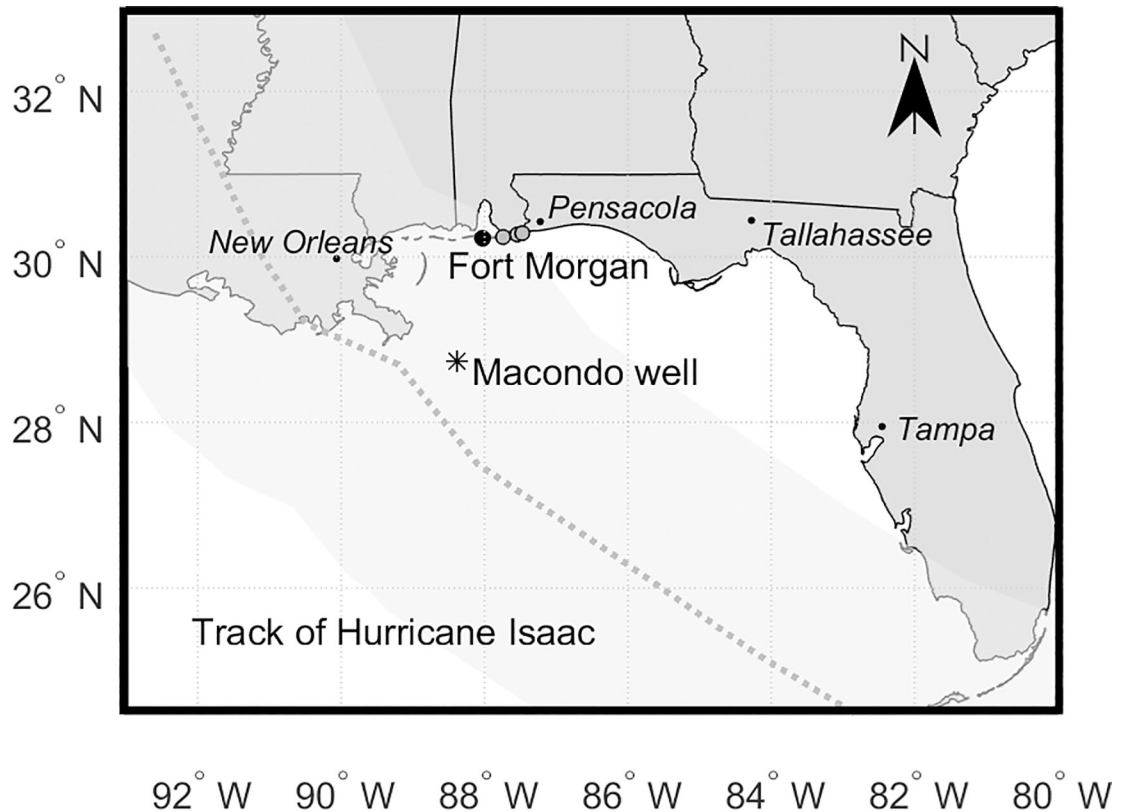 N
32° N
Pensacola
New Orleans
Tallahassee
30° N
Fort Morgan
Macondo well
28° N
Tampa
26° N
Track of Hurricane Isaac
92° W 90° W 88° W 86° W 84° W 82° W 80° W